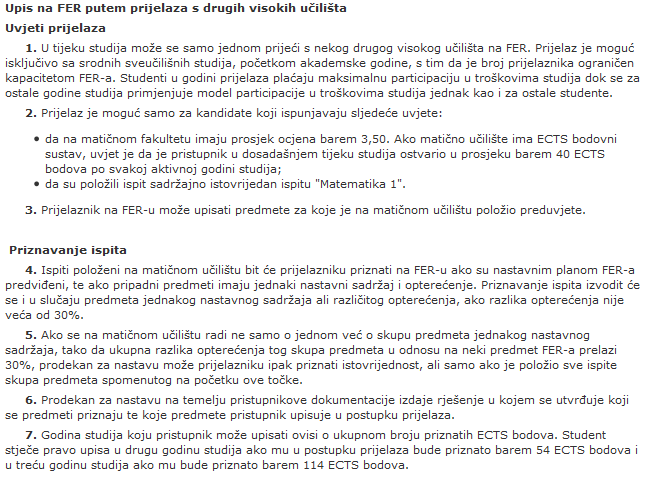 Upis na FER putem prijelaza s drugih visokih učilišta
Uvjeti prijelaza
1. U tijeku studija može se samo jednom prijeći s nekog drugog visokog učilišta na FER. Prijelaz je moguć
isključivo sa srodnih sveučilišnih studija, početkom akademske godine, s tim da je broj prijelaznika ograničen
kapacitetom FER-a. Studenti u godini prijelaza plaćaju maksimalnu participaciju u troškovima studija dok se za
ostale godine studija primjenjuje model participacije u troškovima studija jednak kao i za ostale studente.
2. Prijelaz je moguć samo za kandidate koji ispunjavaju sljedeće uvjete:
• da na matičnom fakultetu imaju prosjek ocjena barem 3,50. Ako matično učilište ima ECTS bodovni
sustav, uvjet je da je pristupnik u dosadašnjem tijeku studija ostvario u prosjeku barem 40 ECTS
bodova po svakoj aktivnoj godini studija;
• da su položili ispit sadržajno istovrijedan ispitu "Matematika 1".
3. Prijelaznik na FER-u može upisati predmete za koje je na matičnom učilištu položio preduvjete.
Priznavanje ispita
4. Ispiti položeni na matičnom učilištu bit će prijelazniku priznati na FER-u ako su nastavnim planom FER-a
predviđeni, te ako pripadni predmeti imaju jednaki nastavni sadržaj i opterećenje. Priznavanje ispita izvodit će
se i u slučaju predmeta jednakog nastavnog sadržaja ali različitog opterećenja, ako razlika opterećenja nije
veća od 30%.
5. Ako se na matičnom učilištu radi ne samo o jednom već o skupu predmeta jednakog nastavnog
sadržaja, tako da ukupna razlika opterećenja tog skupa predmeta u odnosu na neki predmet FER-a prelazi
30%, prodekan za nastavu može prijelazniku ipak priznati istovrijednost, ali samo ako je položio sve ispite
skupa predmeta spomenutog na početku ove točke.
6. Prodekan za nastavu na temelju pristupnikove dokumentacije izdaje rješenje u kojem se utvrđuje koji
se predmeti priznaju te koje predmete pristupnik upisuje u postupku prijelaza.
7. Godina studija koju pristupnik može upisati ovisi o ukupnom broju priznatih ECTS bodova. Student
stječe pravo upisa u drugu godinu studija ako mu u postupku prijelaza bude priznato barem 54 ECTS bodova i
u treću godinu studija ako mu bude priznato barem 114 ECTS bodova.